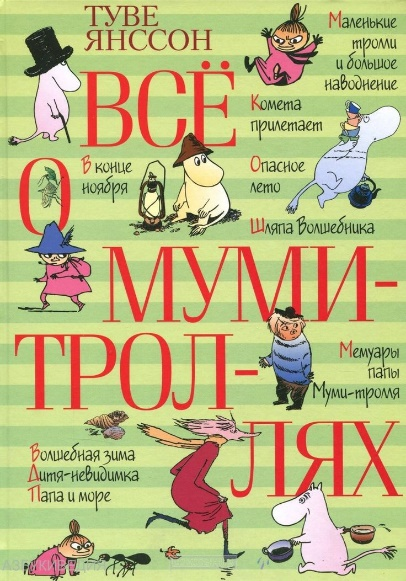 ТУВЕ
ЯНССОН
Маленькие
тролли
и большое
наводнение
ВСЁ
Комета
прилетает
В конце
ноября
Опасное
лето
О
Шляпа Волшебника
МУМИ-
Мемуары
папы
Муми-тролля
ТРОЛ-
ЛЯХ
Волшебная зима
Дитя-невидимка
Папа и море